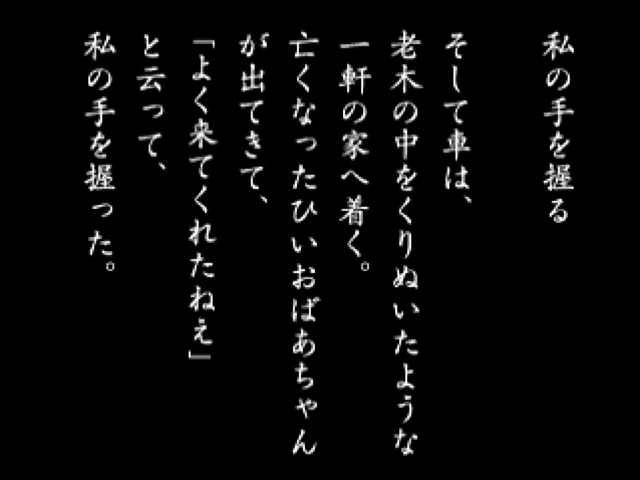 私の手を握る
そして車は、
老木の中をくりぬいたような
一軒の家へ着く。
亡くなったひいおばあちゃん
が出てきて、
「よく来てくれたねえ」
と云って、
私の手を握った。